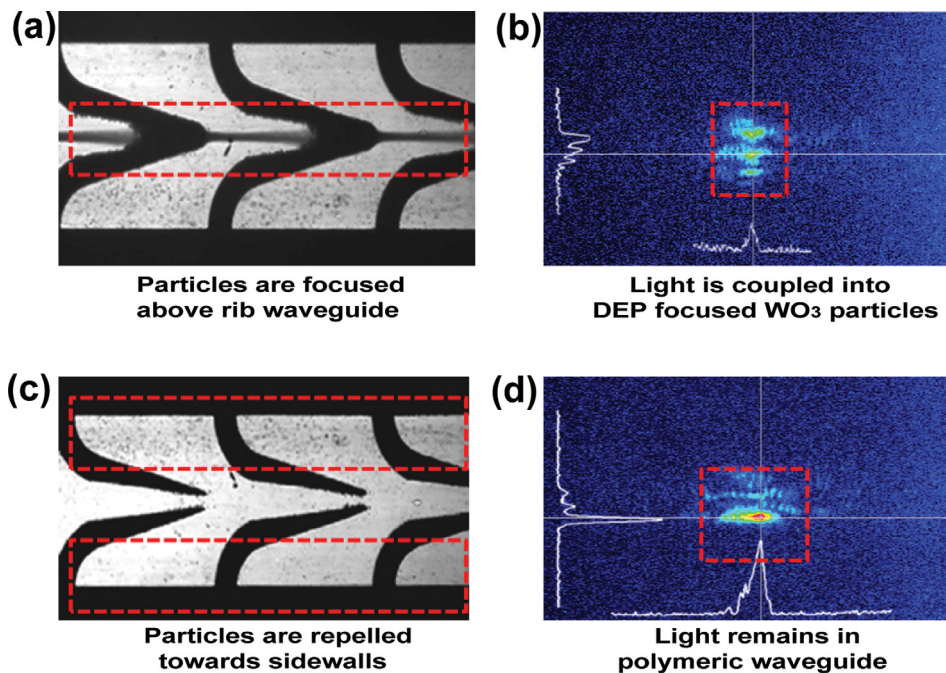 (a)
(b)
Particles are focused
above rib waveguide
Light is coupled into
DEP focused WO₃ particles
(c)
(d)
Particles are repelled
towards sidewalls
Light remains in
polymeric waveguide